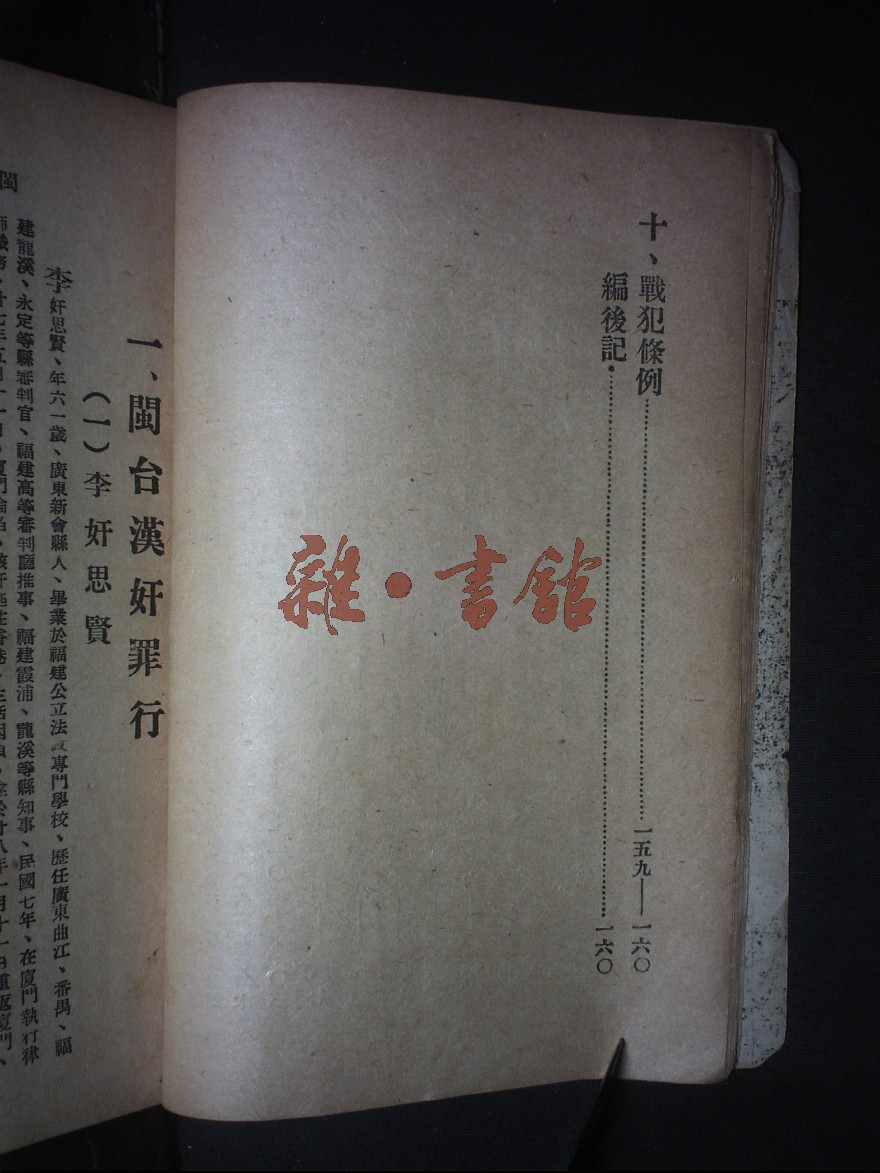 十、戰犯條例……一五九——一六〇
編後記……一六〇
雜·書館
一、閩台漢奸罪行
(一)李奸思賢
李奸思賢、年六一歲、廣東新會縣人、畢業於福建公立法政專門學校、歷任廣東曲江、番禺、福
建龍溪、永定等縣審判官、福建高等審判廳推事、福建霞浦、龍溪等縣知事、民國七年、在廈門執行律
閩